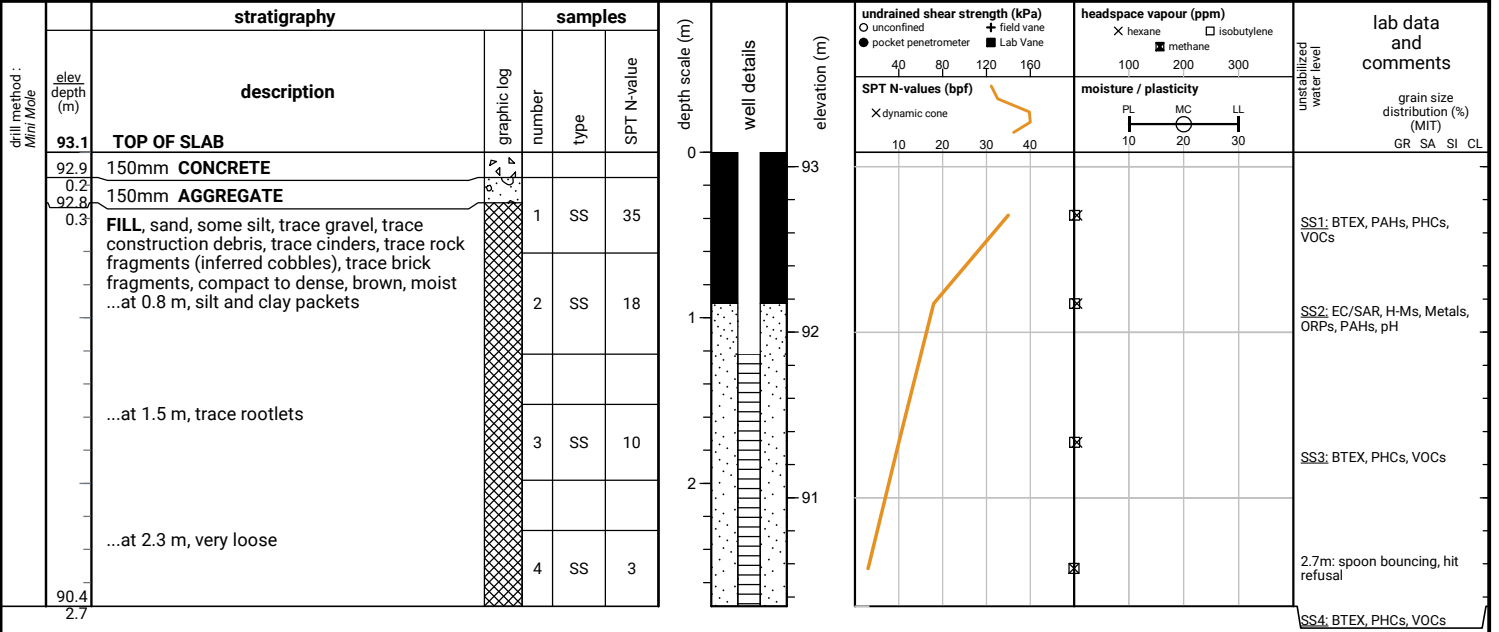 drill method :
Mini Mole
stratigraphy
samples
elev
depth
(m)
description
graphic log
number
type
SPT N-value
depth scale (m)
well details
elevation (m)
undrained shear strength (kPa)
unconfined
field vane
pocket penetrometer
Lab Vane
40 80 120 160
headspace vapour (ppm)
hexane
isobutylene
methane
100 200 300
SPT N-values (bpf)
dynamic cone
10 20 30 40
moisture / plasticity
PL MC LL
10 20 30
unstabilized
water level
lab data
and
comments
grain size
distribution (%)
(MIT)
GR SA SI CL
93.1 TOP OF SLAB
92.9 150mm CONCRETE
0.2
92.8 150mm AGGREGATE
0.3
FILL, sand, some silt, trace gravel, trace
construction debris, trace cinders, trace rock
fragments (inferred cobbles), trace brick
fragments, compact to dense, brown, moist
...at 0.8 m, silt and clay packets
...at 1.5 m, trace rootlets
...at 2.3 m, very loose
90.4
2.7
1 SS 35
2 SS 18
3 SS 10
4 SS 3
0
1
2
93
92
91
SS1: BTEX, PAHs, PHCs,
VOCs
SS2: EC/SAR, H-Ms, Metals,
ORPs, PAHs, pH
SS3: BTEX, PHCs, VOCs
2.7m: spoon bouncing, hit
refusal
SS4: BTEX, PHCs, VOCs